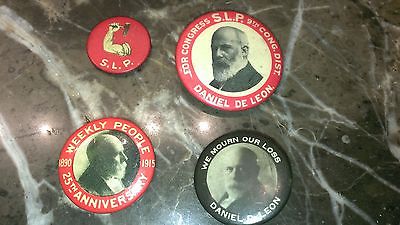 S.L.P.
FOR CONGRESS S.L.P. 9TH CONG. DIST.
DANIEL DE LEON.
WEEKLY PEOPLE
1890 1915
25TH ANNIVERSARY
WE MOURN OUR LOSS
DANIEL DE LEON